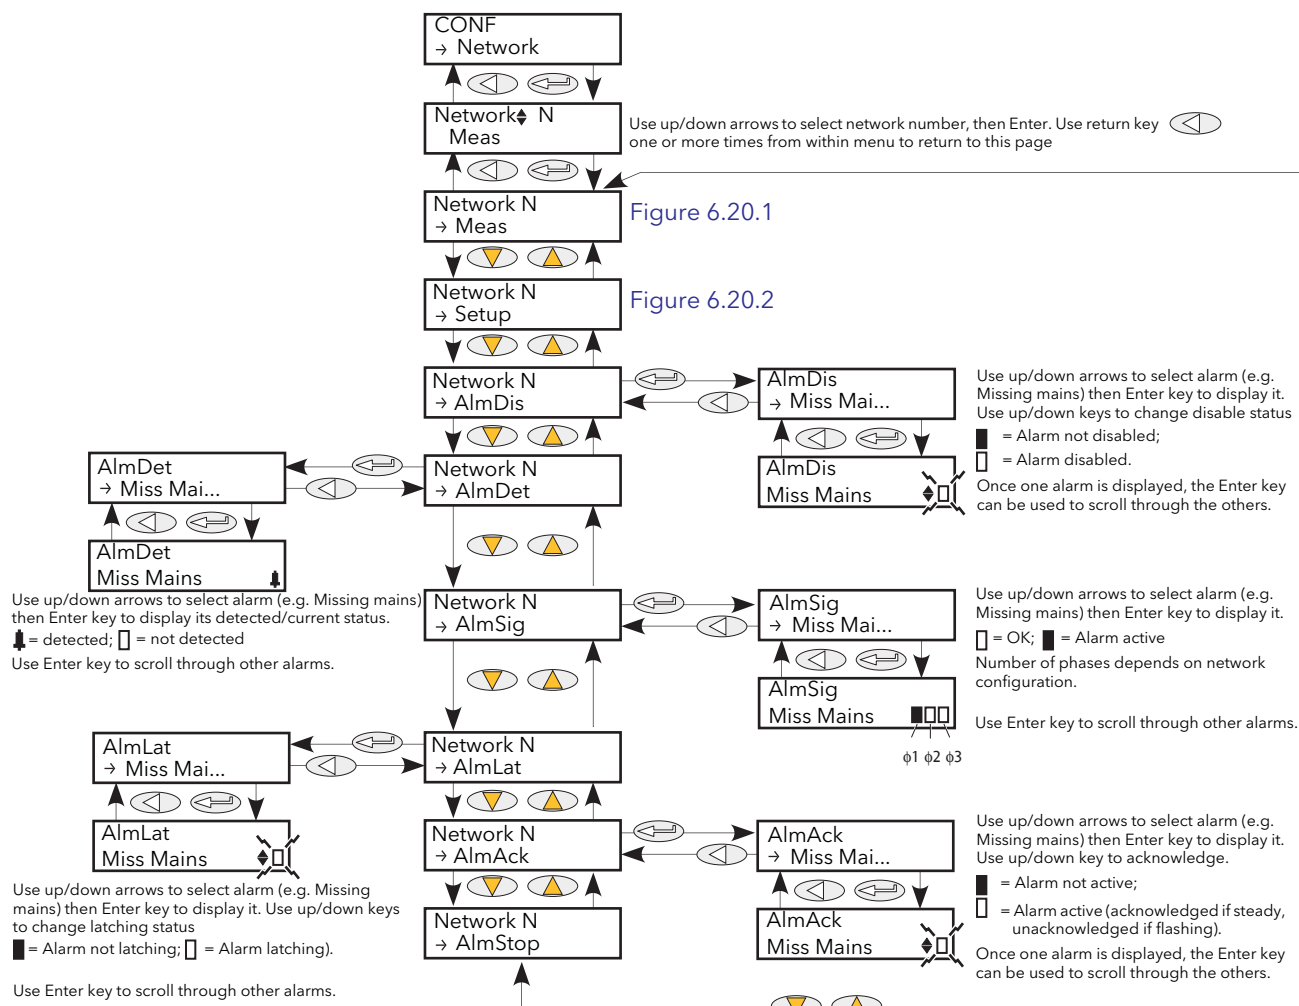 CONF
→ Network
Network N
Meas
Use up/down arrows to select network number, then Enter. Use return key
one or more times from within menu to return to this page
Network N
→ Meas
Figure 6.20.1
Network N
→ Setup
Figure 6.20.2
Network N
→ AlmDis
AlmDis
→ Miss Mai...
AlmDis
Miss Mains
Use up/down arrows to select alarm (e.g.
Missing mains) then Enter key to display it.
Use up/down keys to change disable status
= Alarm not disabled;
= Alarm disabled.
Once one alarm is displayed, the Enter key
can be used to scroll through the others.
AlmDet
→ Miss Mai...
AlmDet
Miss Mains
Network N
→ AlmDet
Use up/down arrows to select alarm (e.g. Missing mains)
then Enter key to display its detected/current status.
= detected; = not detected
Use Enter key to scroll through other alarms.
Network N
→ AlmSig
AlmSig
→ Miss Mai...
AlmSig
Miss Mains
ϕ1 ϕ2 ϕ3
Use up/down arrows to select alarm (e.g.
Missing mains) then Enter key to display it.
= OK; = Alarm active
Number of phases depends on network
configuration.
Use Enter key to scroll through other alarms.
AlmLat
→ Miss Mai...
AlmLat
Miss Mains
Network N
→ AlmLat
Use up/down arrows to select alarm (e.g. Missing
mains) then Enter key to display it. Use up/down keys
to change latching status
= Alarm not latching; = Alarm latching).
Use Enter key to scroll through other alarms.
Network N
→ AlmAck
AlmAck
→ Miss Mai...
AlmAck
Miss Mains
Use up/down arrows to select alarm (e.g.
Missing mains) then Enter key to display it.
Use up/down key to acknowledge.
= Alarm not active;
= Alarm active (acknowledged if steady,
unacknowledged if flashing).
Once one alarm is displayed, the Enter key
can be used to scroll through the others.
Network N
→ AlmStop